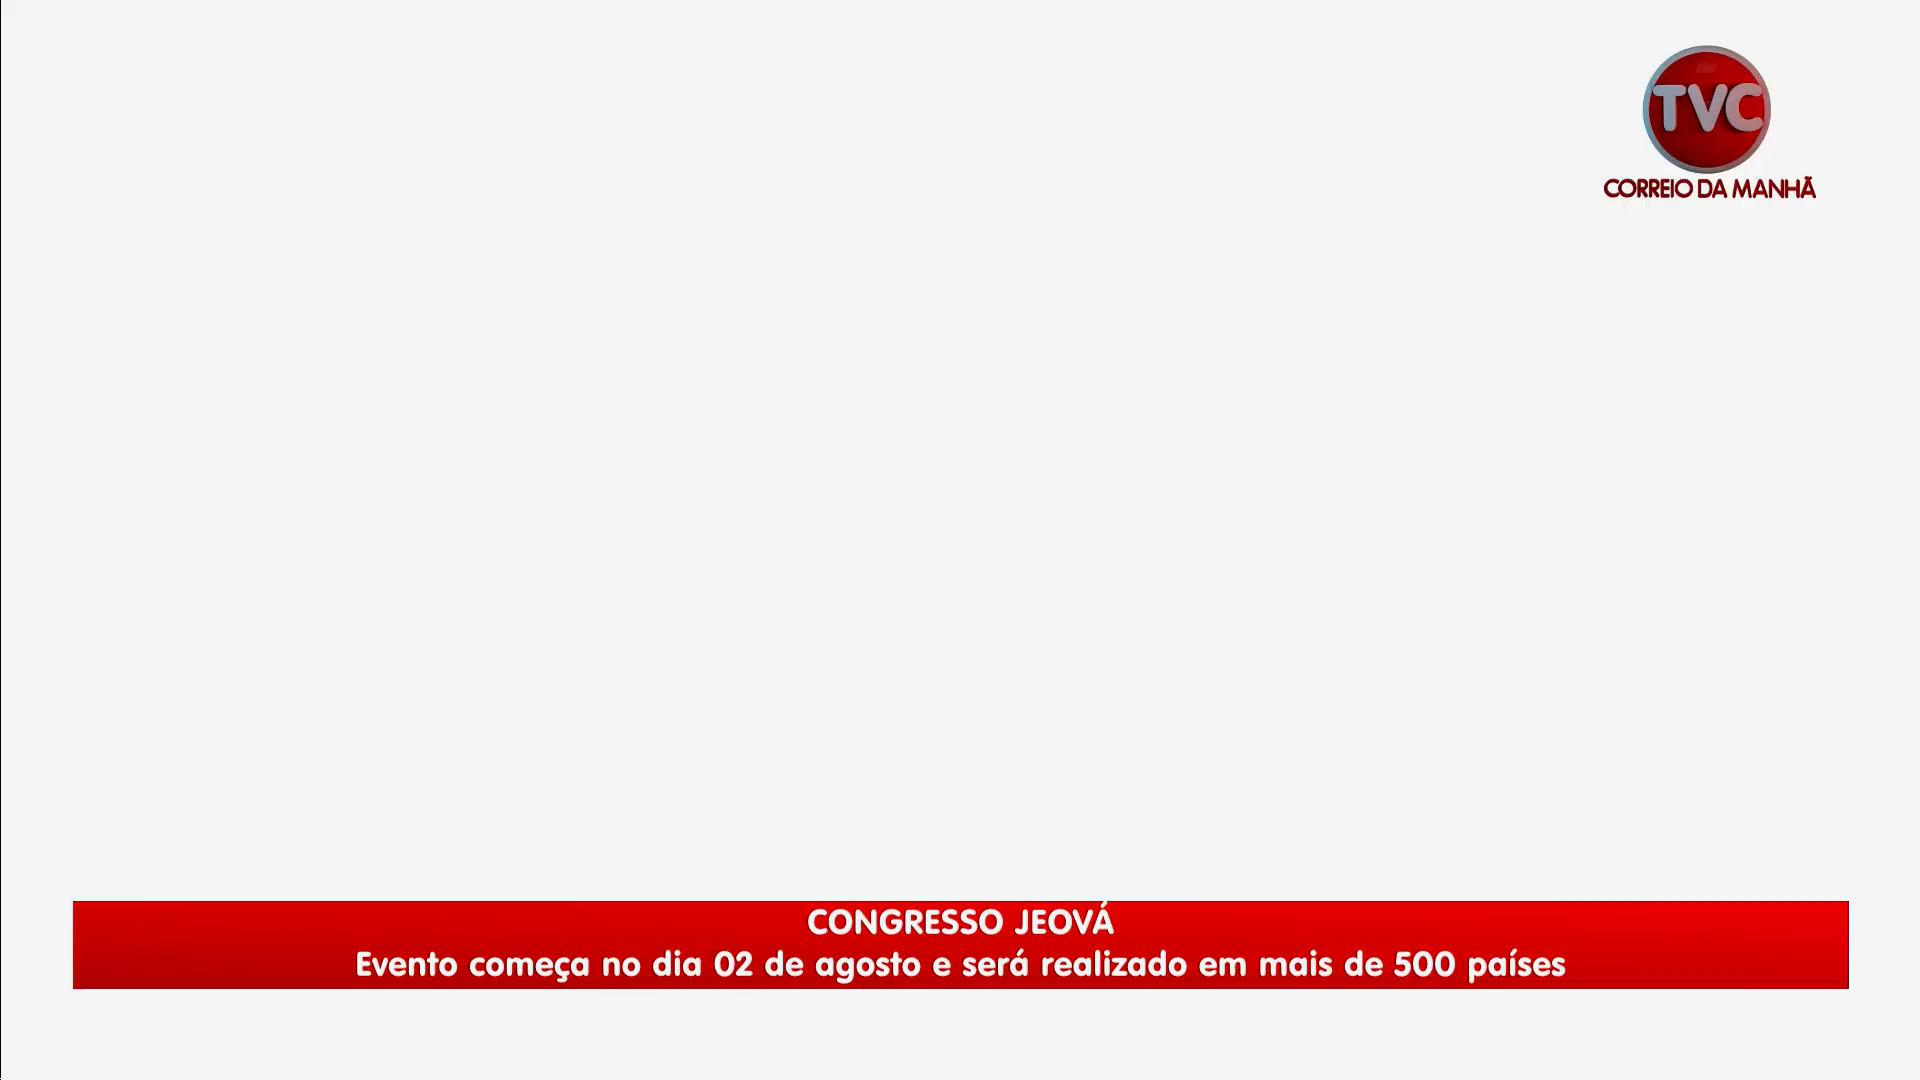 TVC
CORREIO DA MANHÃ
CONGRESSO JEOVÁ
Evento começa no dia 02 de agosto e será realizado em mais de 500 países